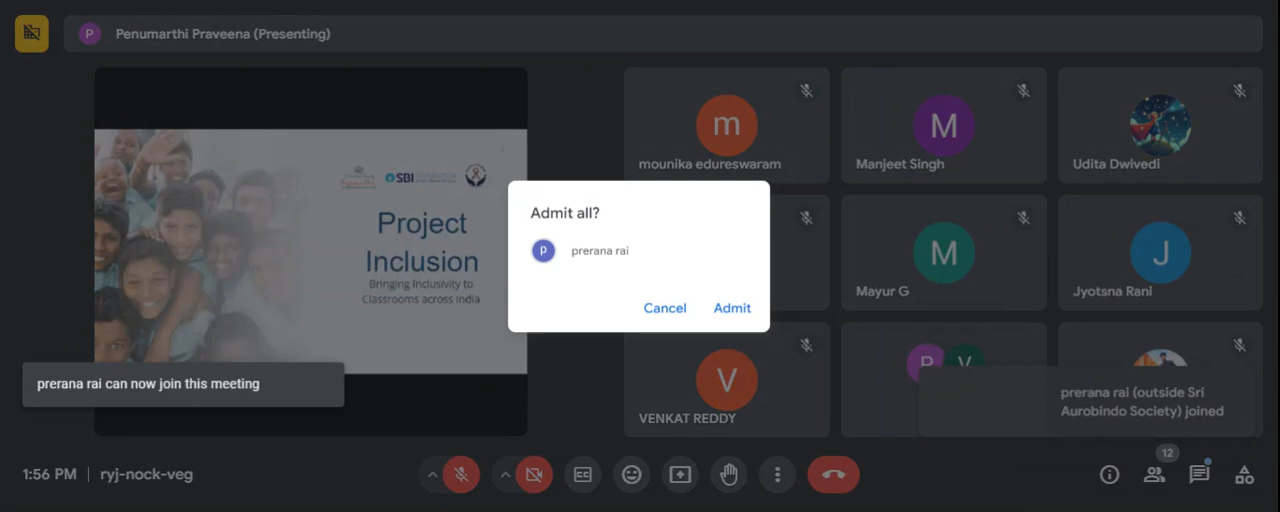 P Penumarthi Praveena (Presenting)
SBI
Project
Inclusion
Bringing Inclusivity to
Classrooms across India
m
mounika edureswaram
M
Manjeet Singh
Udita Dwivedi
Admit all?
P prerana rai
Cancel Admit
M
Mayur G
J
Jyotsna Rani
V
VENKAT REDDY
P V
prerana rai (outside Sri
Aurobindo Society) joined
prerana rai can now join this meeting
1:56 PM | ryj-nock-veg
CC
12